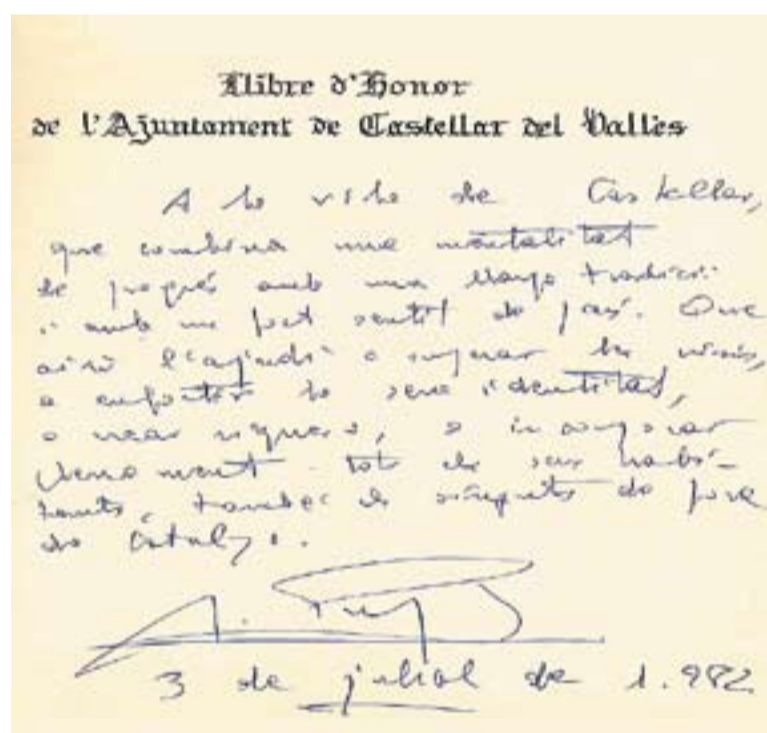 Llibre d'Honor
de l'Ajuntament de Castellar del Vallès
A la vila de Castellar,
que combina una mentalitat
de progrés amb una llarga tradició
i amb un fort sentit de país. Que
això l'ajudi a superar la crisis,
a enfortir la seva identitat,
a crear riquesa, a incorporar
plenament tots els seus habi-
tants, també els vinguts de fora
de Catalunya.
3 de juliol de 1.982